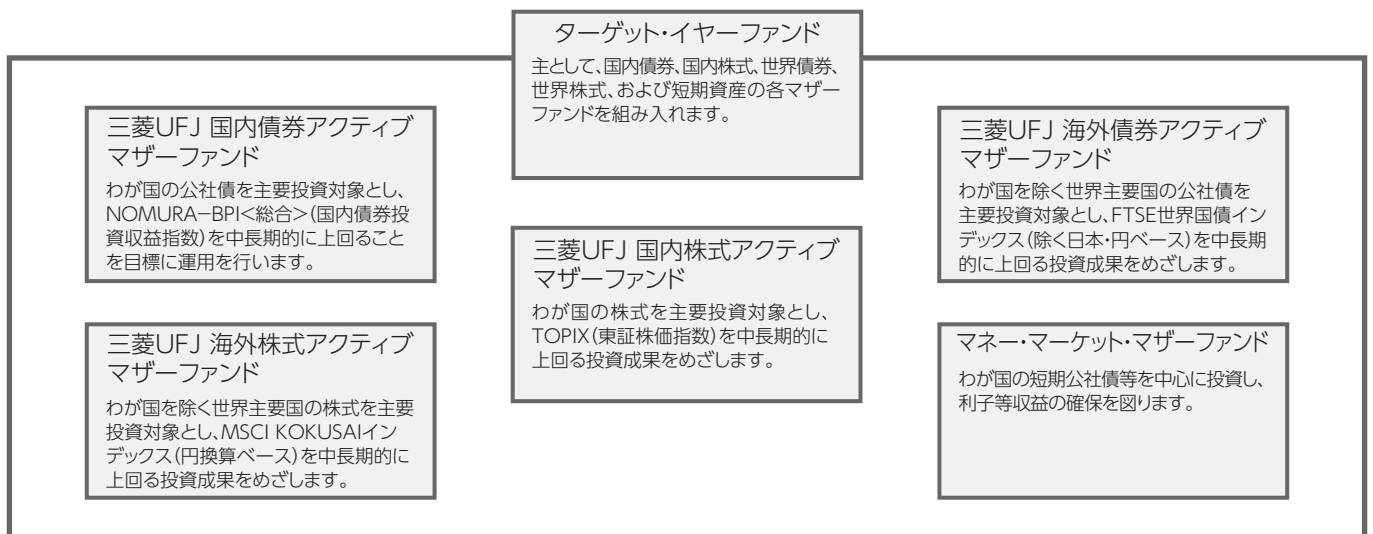 ターゲット・イヤーファンド
主として、国内債券、国内株式、世界債券、
世界株式、および短期資産の各マザー
ファンドを組み入れます。
三菱UFJ 国内債券アクティブ
マザーファンド
わが国の公社債を主要投資対象とし、
NOMURA−BPI<総合>(国内債券投
資収益指数)を中長期的に上回ること
を目標に運用を行います。
三菱UFJ 国内株式アクティブ
マザーファンド
わが国の株式を主要投資対象とし、
TOPIX(東証株価指数)を中長期的に
上回る投資成果をめざします。
三菱UFJ 海外債券アクティブ
マザーファンド
わが国を除く世界主要国の公社債を
主要投資対象とし、FTSE世界国債イン
デックス(除く日本・円ベース)を中長期
的に上回る投資成果をめざします。
三菱UFJ 海外株式アクティブ
マザーファンド
わが国を除く世界主要国の株式を主要
投資対象とし、MSCI KOKUSAIイン
デックス(円換算ベース)を中長期的に
上回る投資成果をめざします。
マネー・マーケット・マザーファンド
わが国の短期公社債等を中心に投資し、
利子等収益の確保を図ります。